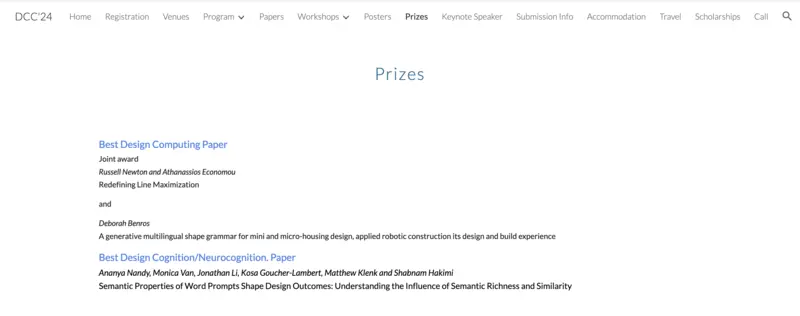 DCC'24 Home Registration Venues Program Papers Workshops Posters Prizes Keynote Speaker Submission Info Accommodation Travel Scholarships Call
Prizes
Best Design Computing Paper
Joint award
Russell Newton and Athanassios Economou
Redefining Line Maximization
and
Deborah Benros
A generative multilingual shape grammar for mini and micro-housing design, applied robotic construction its design and build experience
Best Design Cognition/Neurocognition. Paper
Ananya Nandy, Monica Van, Jonathan Li, Kosa Goucher-Lambert, Matthew Klenk and Shabnam Hakimi
Semantic Properties of Word Prompts Shape Design Outcomes: Understanding the Influence of Semantic Richness and Similarity